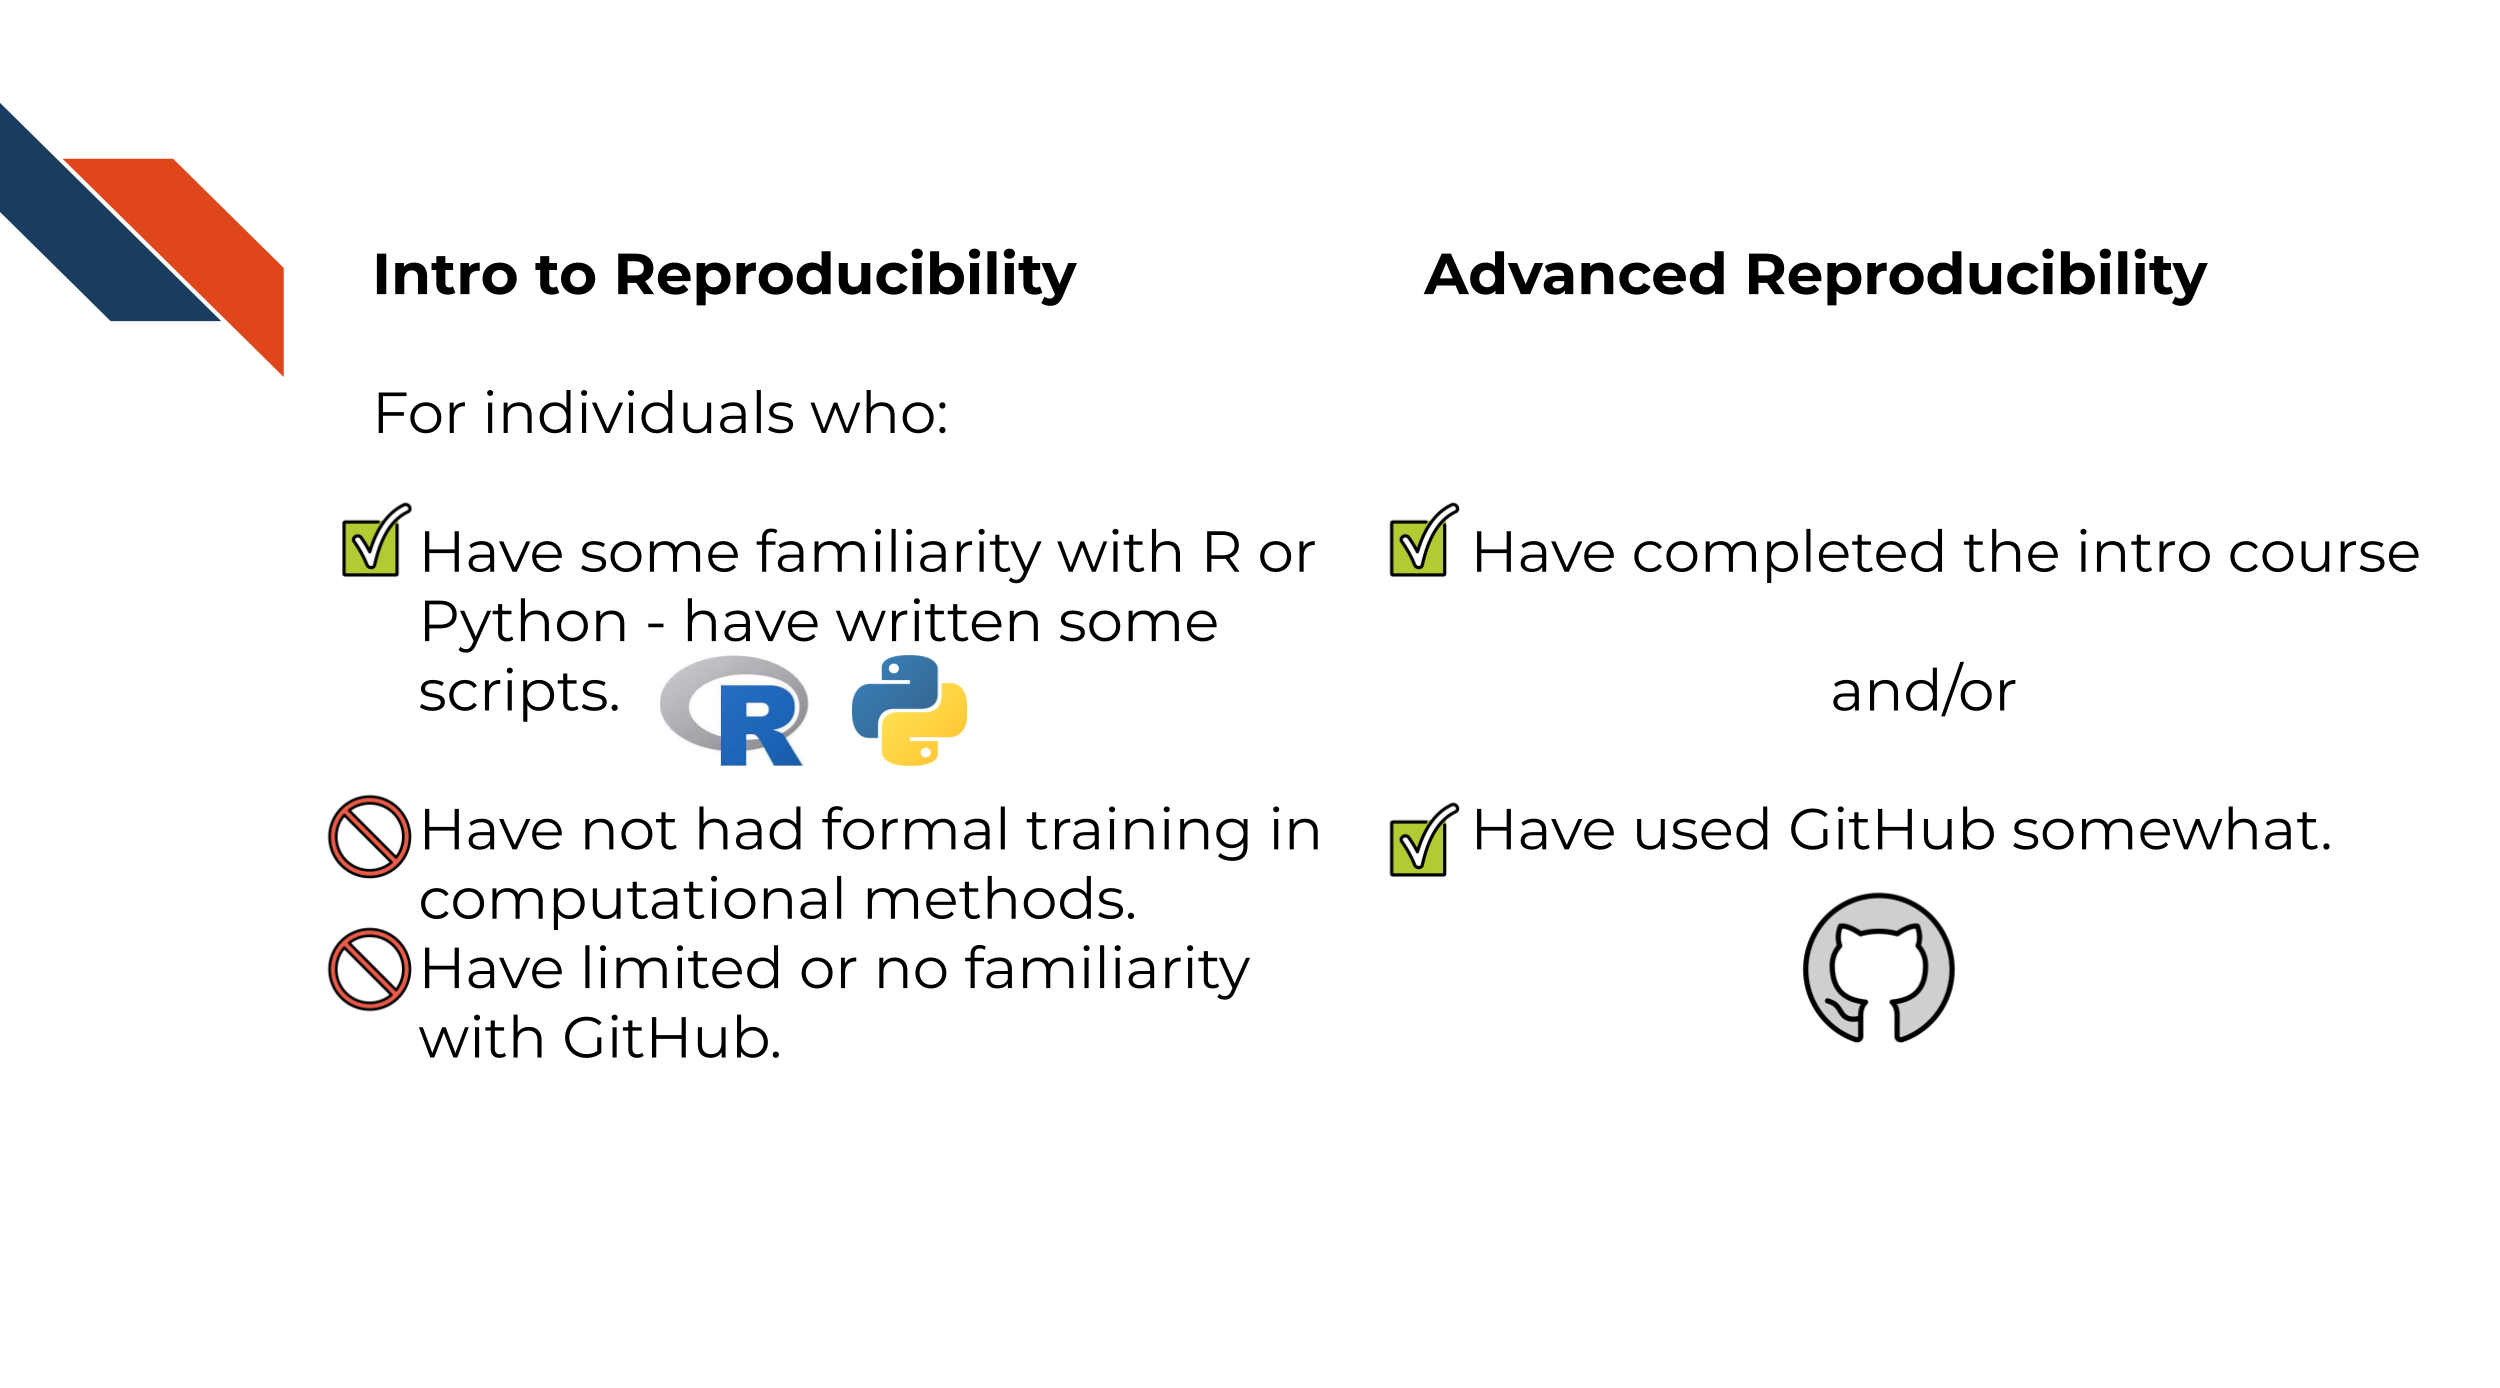 Intro to Reproducibility
For individuals who:
Have some familiarity with R or
Python - have written some
scripts.
R
Have not had formal training in
computational methods.
Have limited or no familiarity
with GitHub.
Advanced Reproducibility
Have completed the intro course
and/or
Have used GitHub somewhat.